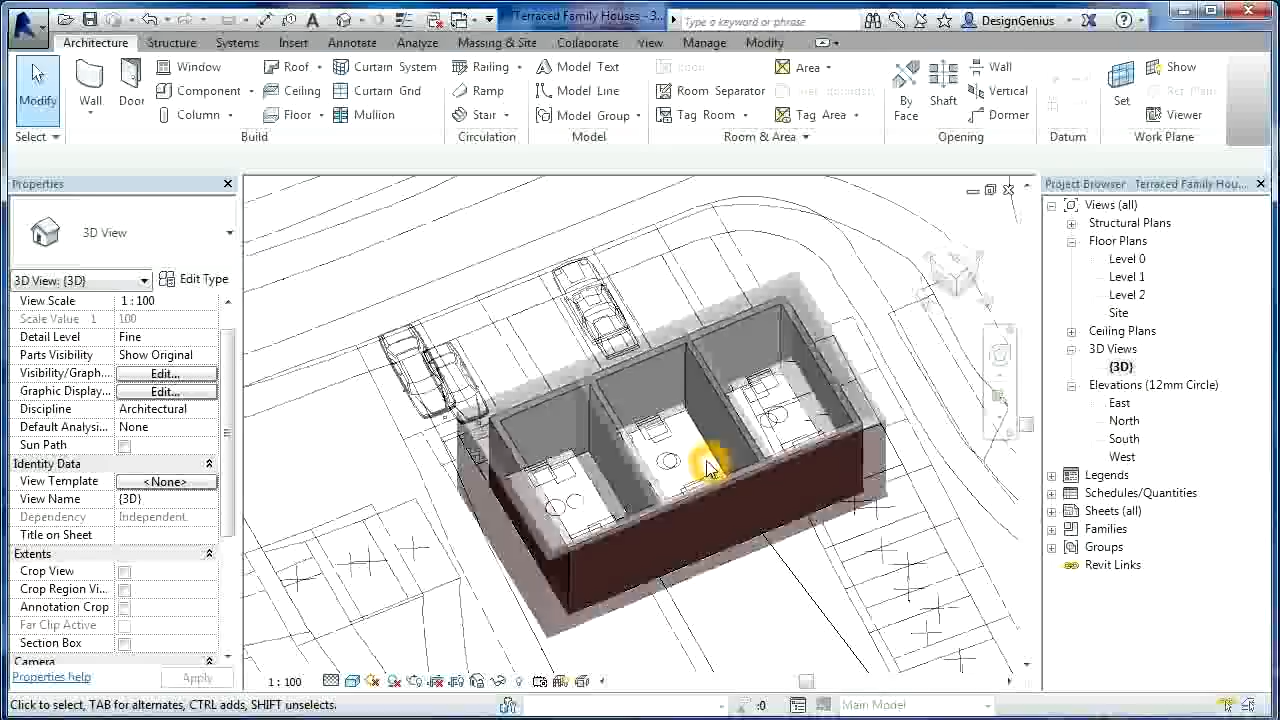 Terraced Family Houses - 3...
Type a keyword or phrase
DesignGenius
Architecture Structure Systems Insert Annotate Analyze Massing & Site Collaborate View Manage Modify
Modify
Select
Wall
Door
Window
Component
Column
Roof
Ceiling
Floor
Curtain System
Curtain Grid
Mullion
Build
Railing
Ramp
Stair
Circulation
Model Text
Model Line
Model Group
Model
Room
Room Separator
Tag Room
Area
Tag Area
Room & Area
By Face
Shaft
Wall
Vertical
Dormer
Opening
Datum
Set
Show
Viewer
Work Plane
Properties
3D View
3D View: {3D} Edit Type
View Scale 1 : 100
Scale Value 1 100
Detail Level Fine
Parts Visibility Show Original
Visibility/Graph... Edit...
Graphic Display... Edit...
Discipline Architectural
Default Analysi... None
Sun Path
Identity Data
View Template <None>
View Name {3D}
Dependency Independent
Title on Sheet
Extents
Crop View
Crop Region Vi...
Annotation Crop
Far Clip Active
Section Box
Camera
Properties help Apply
1 : 100
Project Browser - Terraced Family Hou...
Views (all)
Structural Plans
Floor Plans
Level 0
Level 1
Level 2
Site
Ceiling Plans
3D Views
{3D}
Elevations (12mm Circle)
East
North
South
West
Legends
Schedules/Quantities
Sheets (all)
Families
Groups
Revit Links
Click to select, TAB for alternates, CTRL adds, SHIFT unselects.
:0
Main Model